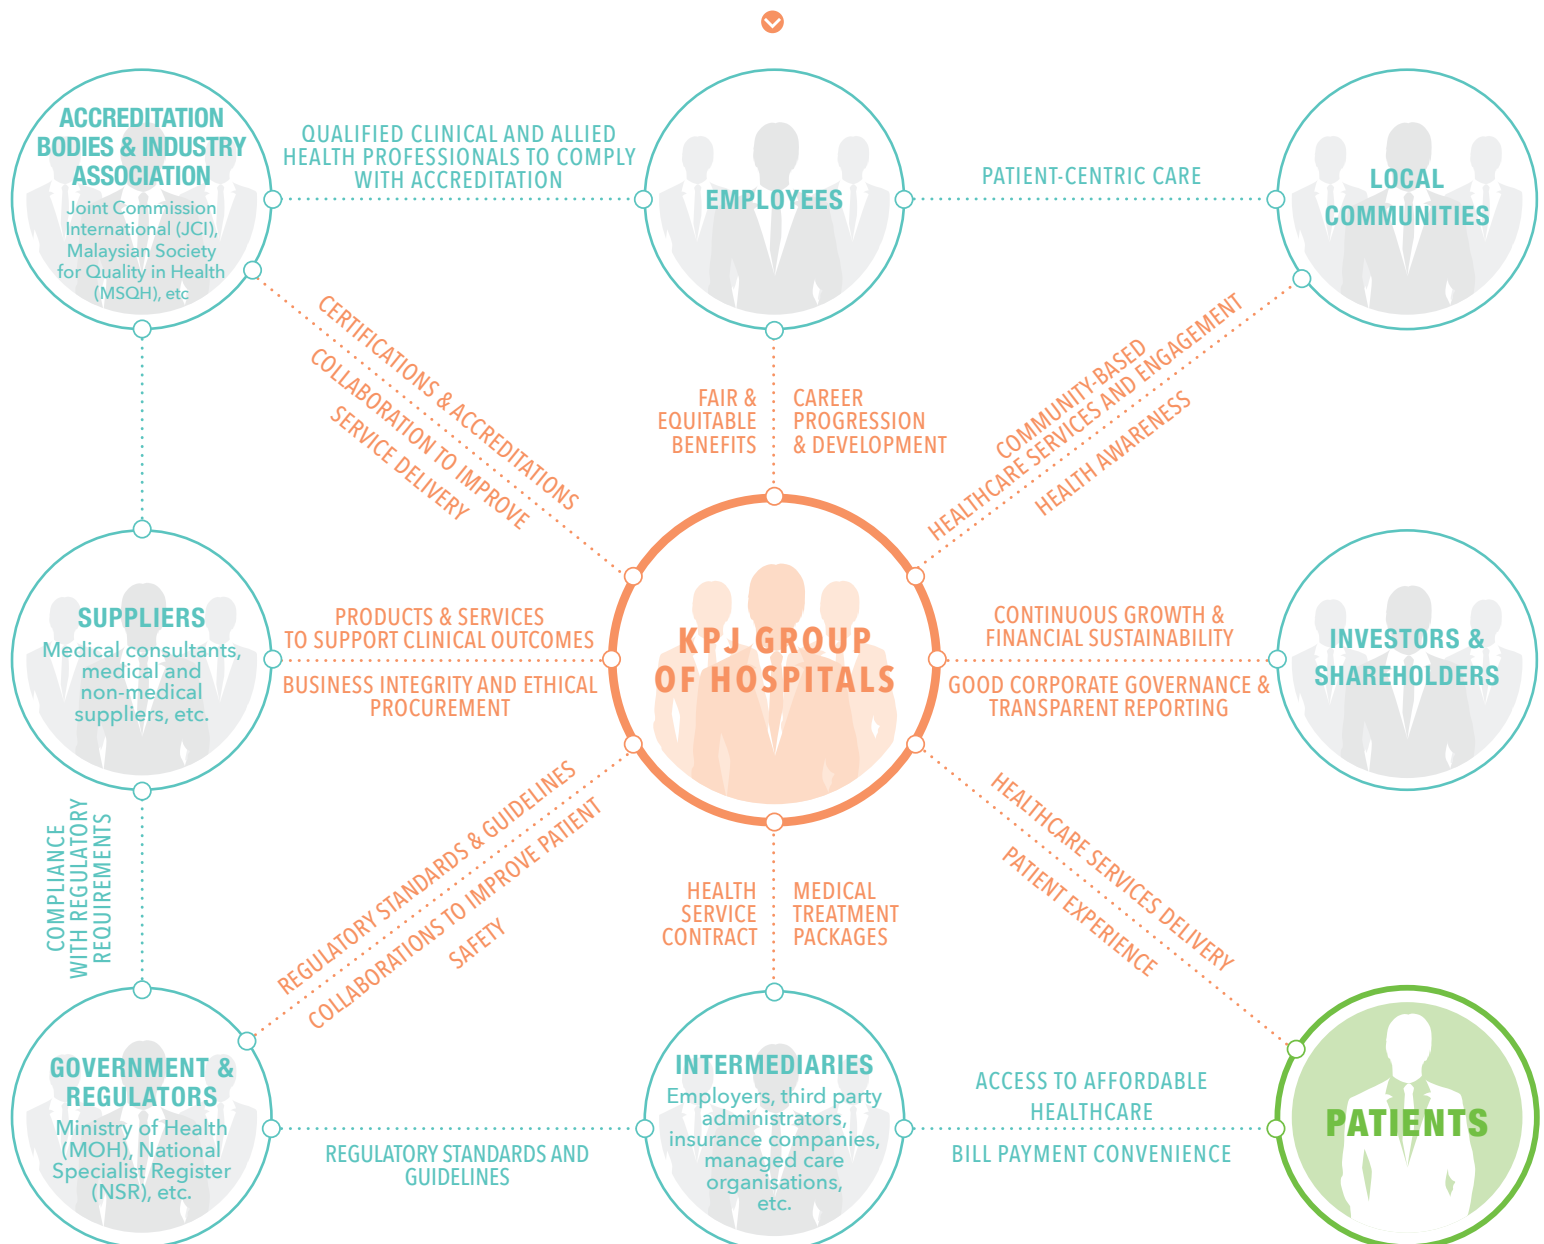 ACCREDITATION
BODIES & INDUSTRY
ASSOCIATION
Joint Commission
International (JCI),
Malaysian Society
for Quality in Health
(MSQH), etc
QUALIFIED CLINICAL AND ALLIED
HEALTH PROFESSIONALS TO COMPLY
WITH ACCREDITATION
EMPLOYEES
PATIENT-CENTRIC CARE
LOCAL
COMMUNITIES
CERTIFICATIONS & ACCREDITATIONS
COLLABORATION TO IMPROVE
SERVICE DELIVERY
FAIR &
EQUITABLE
BENEFITS
CAREER
PROGRESSION
& DEVELOPMENT
COMMUNITY-BASED
HEALTHCARE SERVICES AND ENGAGEMENT
HEALTH AWARENESS
SUPPLIERS
Medical consultants,
medical and
non-medical
suppliers, etc.
PRODUCTS & SERVICES
TO SUPPORT CLINICAL OUTCOMES
BUSINESS INTEGRITY AND ETHICAL
PROCUREMENT
KPJ GROUP
OF HOSPITALS
CONTINUOUS GROWTH &
FINANCIAL SUSTAINABILITY
GOOD CORPORATE GOVERNANCE &
TRANSPARENT REPORTING
INVESTORS &
SHAREHOLDERS
COMPLIANCE
WITH REGULATORY
REQUIREMENTS
REGULATORY STANDARDS & GUIDELINES
COLLABORATIONS TO IMPROVE PATIENT
SAFETY
HEALTH
SERVICE
CONTRACT
MEDICAL
TREATMENT
PACKAGES
HEALTHCARE SERVICES DELIVERY
PATIENT EXPERIENCE
GOVERNMENT &
REGULATORS
Ministry of Health
(MOH), National
Specialist Register
(NSR), etc.
REGULATORY STANDARDS AND
GUIDELINES
INTERMEDIARIES
Employers, third party
administrators,
insurance companies,
managed care
organisations,
etc.
ACCESS TO AFFORDABLE
HEALTHCARE
BILL PAYMENT CONVENIENCE
PATIENTS